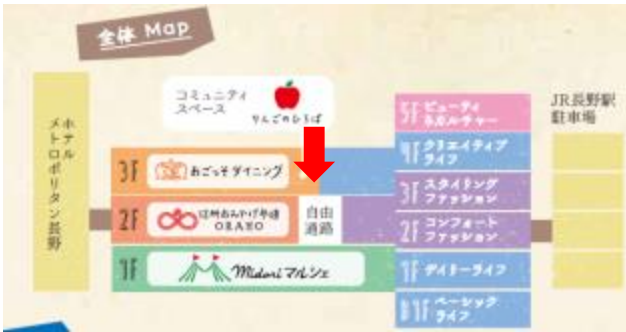 全体 Map
ホテル
メトロポリタン長野
コミュニティ
スペース
りんごのひろば
3F おごっそダイニング
2F 信州おみやげ参道
ORAHO
自由
通路
1F Midori マルシェ
5F ビューティ
&カルチャー
4F クリエイティブ
ライフ
3F スタイリング
ファッション
2F コンフォート
ファッション
1F デイリーライフ
B1F ベーシック
ライフ
JR長野駅
駐車場